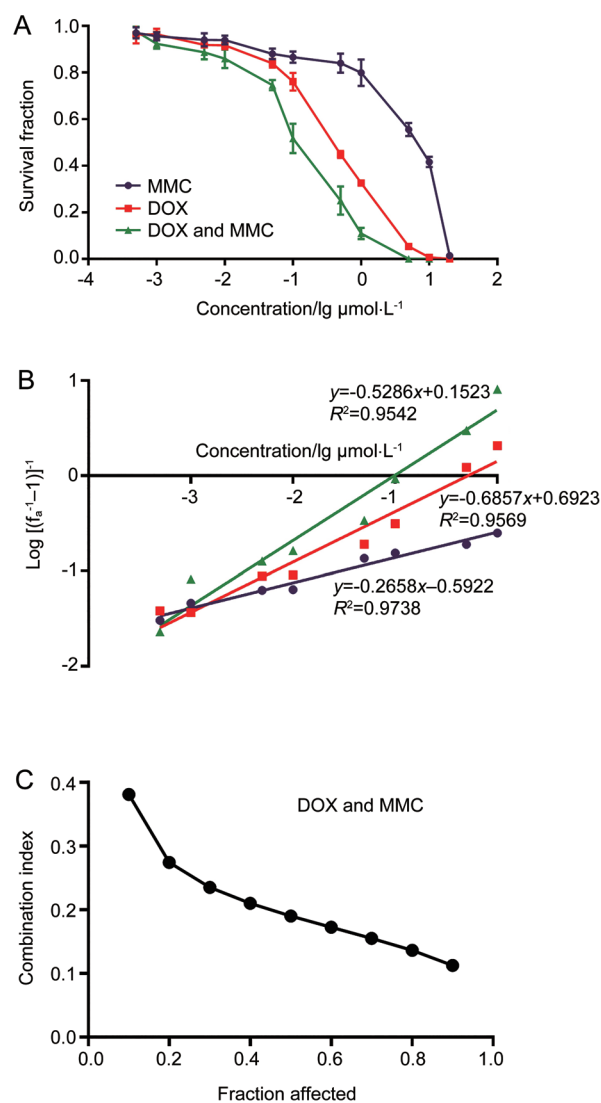 A
1.0
0.8
0.6
0.4
0.2
0.0
Survival fraction
MMC
DOX
DOX and MMC
-4 -3 -2 -1 0 1 2
Concentration/lg μmol·L⁻¹
B
1
0
-1
-2
Log [(fₐ⁻¹–1)]⁻¹
y=-0.5286x+0.1523
R²=0.9542
Concentration/lg μmol·L⁻¹
-3 -2 -1 0
y=-0.6857x+0.6923
R²=0.9569
y=-0.2658x–0.5922
R²=0.9738
C
0.4
0.3
0.2
0.1
0.0
Combination index
DOX and MMC
0.0 0.2 0.4 0.6 0.8 1.0
Fraction affected